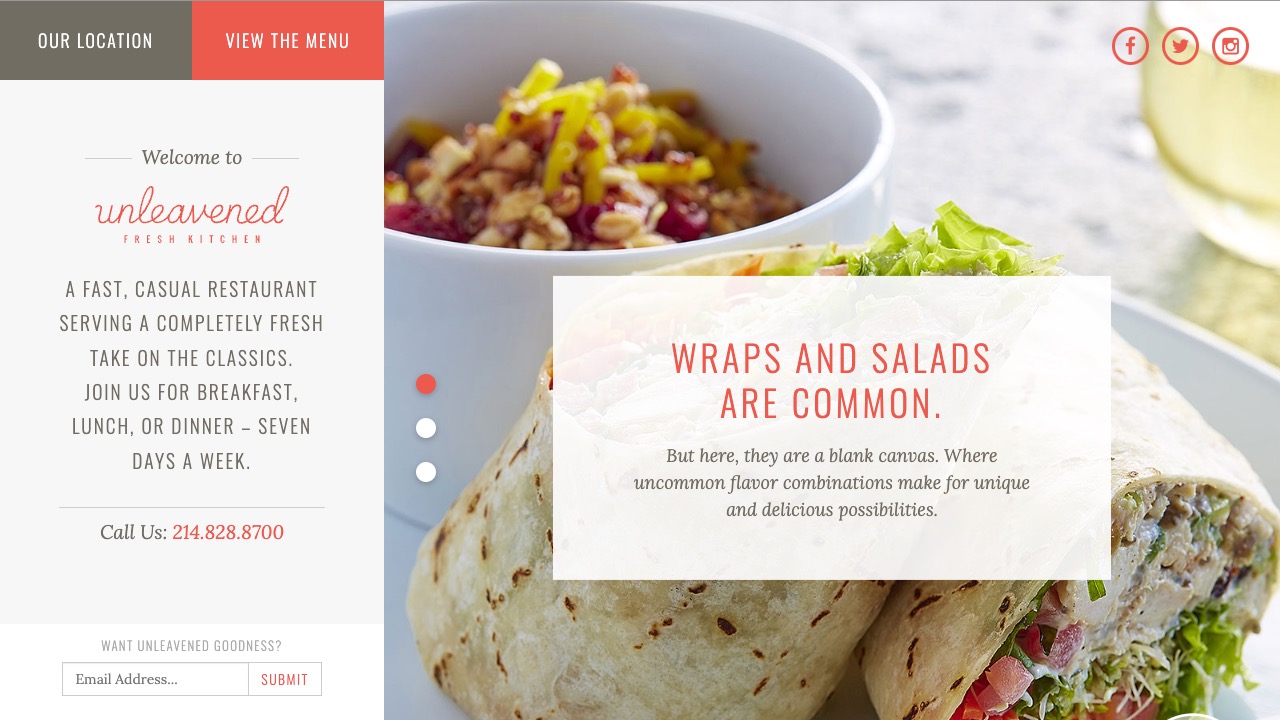 OUR LOCATION
VIEW THE MENU
Welcome to
unleavened
FRESH KITCHEN
A FAST, CASUAL RESTAURANT
SERVING A COMPLETELY FRESH
TAKE ON THE CLASSICS.
JOIN US FOR BREAKFAST,
LUNCH, OR DINNER – SEVEN
DAYS A WEEK.
Call Us: 214.828.8700
WANT UNLEAVENED GOODNESS?
Email Address...
SUBMIT
WRAPS AND SALADS
ARE COMMON.
But here, they are a blank canvas. Where
uncommon flavor combinations make for unique
and delicious possibilities.